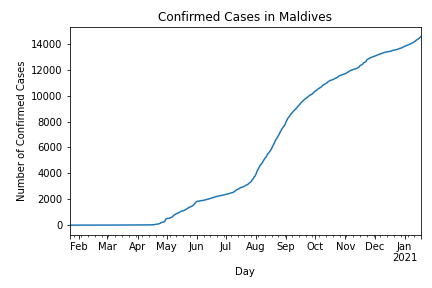 Confirmed Cases in Maldives
Number of Confirmed Cases
14000
12000
10000
8000
6000
4000
2000
0
Feb Mar Apr May Jun Jul Aug Sep Oct Nov Dec Jan
2021
Day